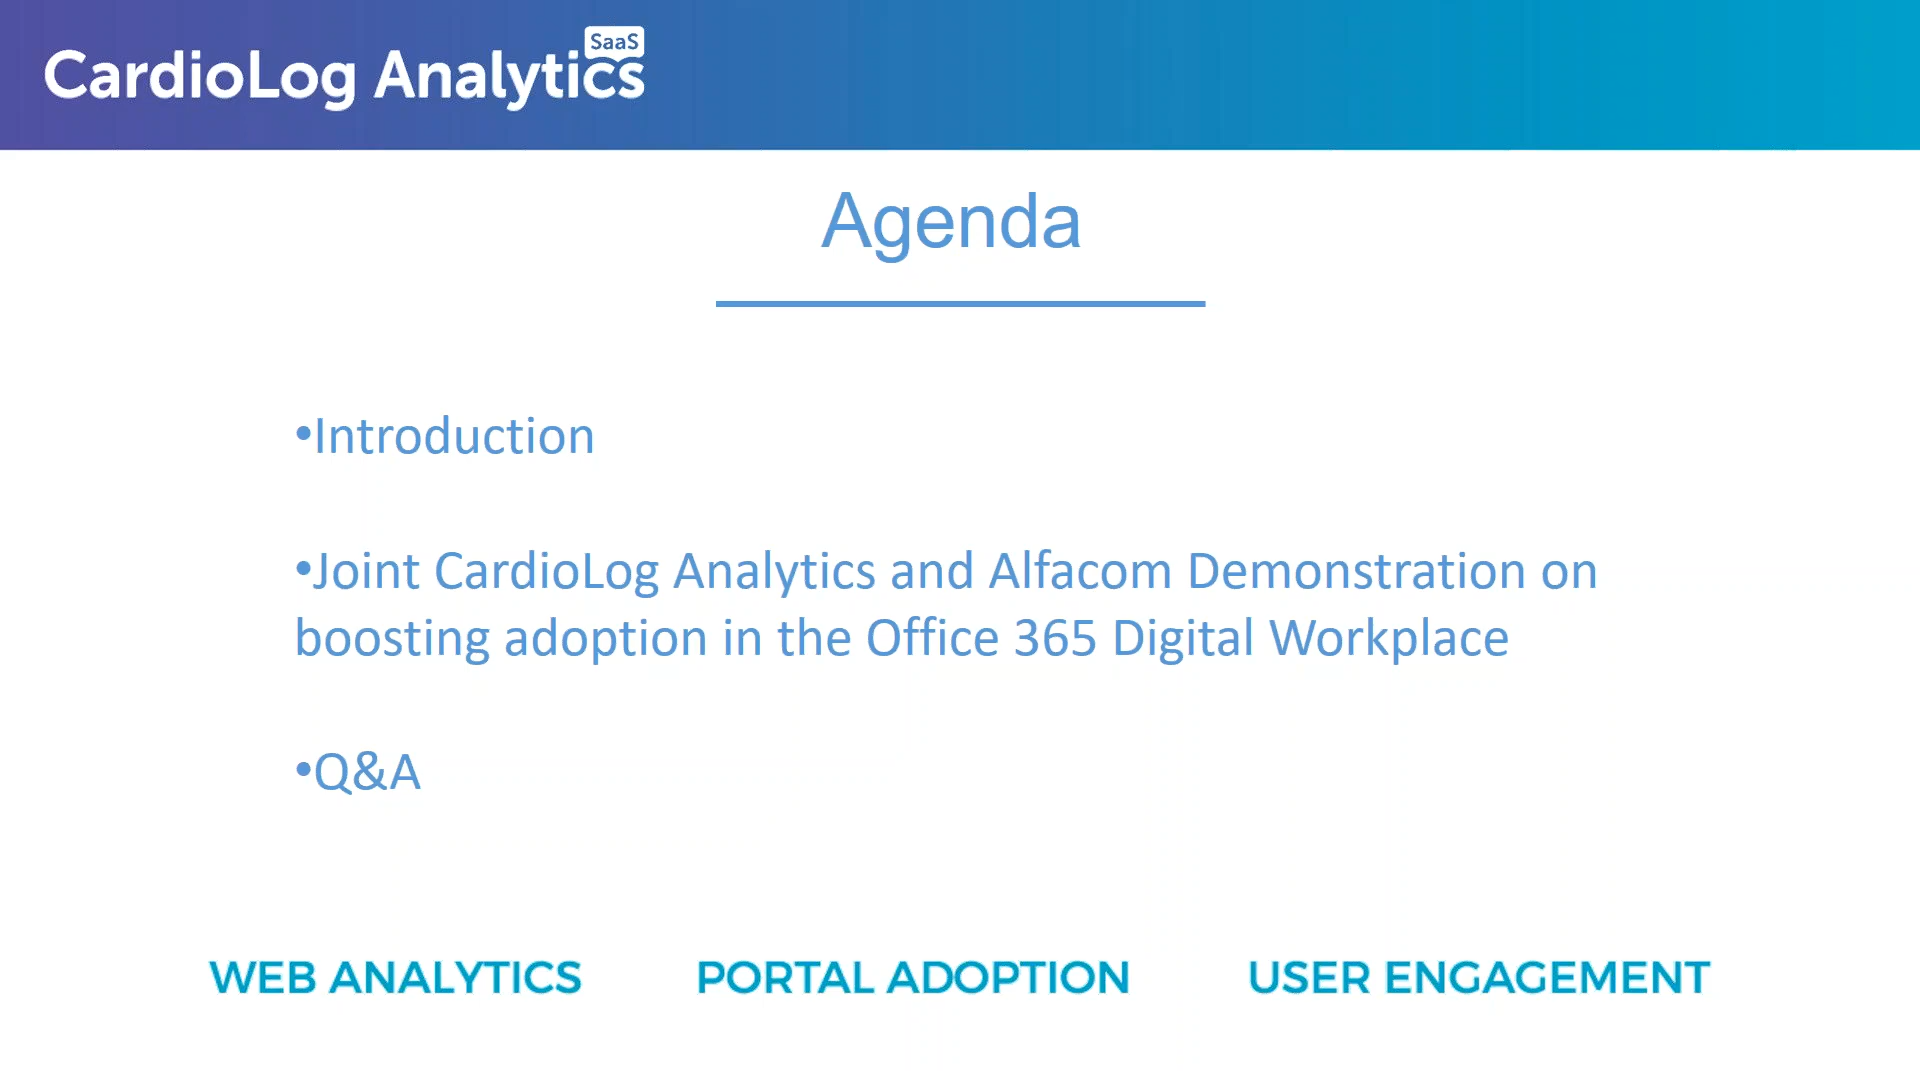 SaaS
CardioLog Analytics
Agenda
•Introduction
•Joint CardioLog Analytics and Alfacom Demonstration on
boosting adoption in the Office 365 Digital Workplace
•Q&A
WEB ANALYTICS PORTAL ADOPTION USER ENGAGEMENT